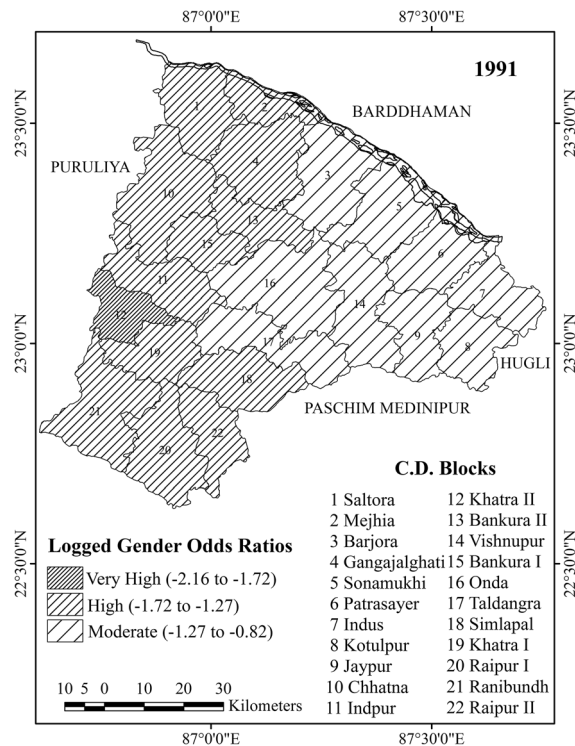 87°0'0"E 87°30'0"E
1991
BARDDHAMAN
PURULIYA
HUGLI
PASCHIM MEDINIPUR
23°30'0"N 23°30'0"N
23°0'0"N 23°0'0"N
22°30'0"N 22°30'0"N
1
2
3
4
5
6
7
8
9
10
11
12
13
14
15
16
17
18
19
20
21
22
C.D. Blocks
1 Saltora 12 Khatra II
2 Mejhia 13 Bankura II
3 Barjora 14 Vishnupur
4 Gangajalghati 15 Bankura I
5 Sonamukhi 16 Onda
6 Patrasayer 17 Taldangra
7 Indus 18 Simlapal
8 Kotulpur 19 Khatra I
9 Jaypur 20 Raipur I
10 Chhatna 21 Ranibundh
11 Indpur 22 Raipur II
Logged Gender Odds Ratios
Very High (-2.16 to -1.72)
High (-1.72 to -1.27)
Moderate (-1.27 to -0.82)
10 5 0 10 20 30
Kilometers
87°0'0"E 87°30'0"E